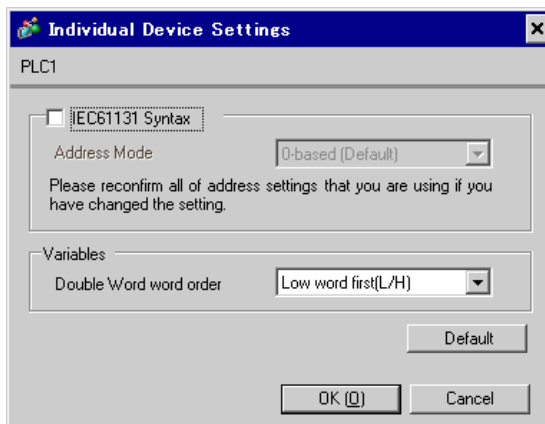 Individual Device Settings
PLC1
IEC61131 Syntax
Address Mode 0-based (Default)
Please reconfirm all of address settings that you are using if you
have changed the setting.
Variables
Double Word word order Low word first(L/H)
Default
OK (O) Cancel